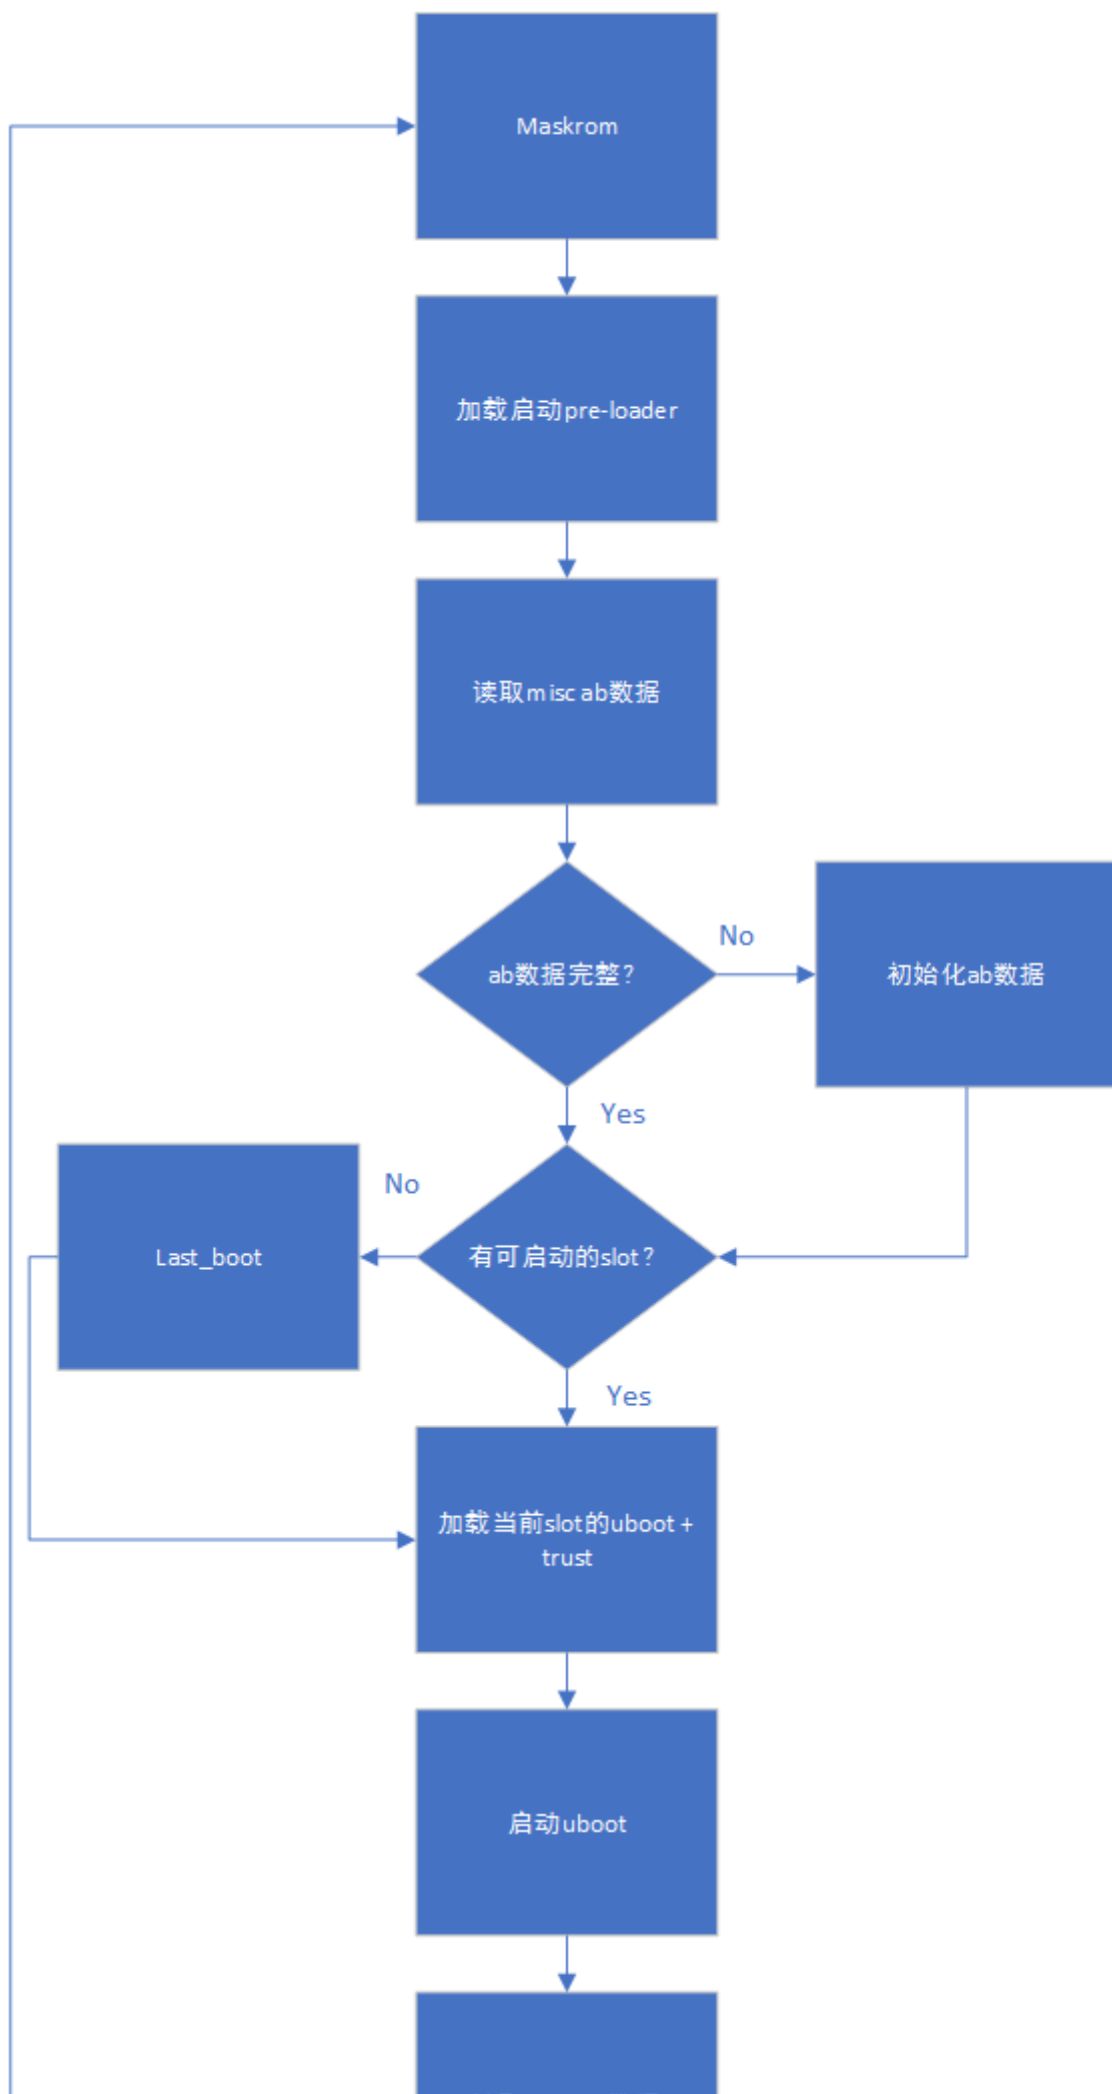 Maskrom
加载启动pre-loader
读取misc ab数据
ab数据完整？
No
初始化ab数据
Yes
No
Last_boot
有可启动的slot？
Yes
加载当前slot的uboot +
trust
启动uboot